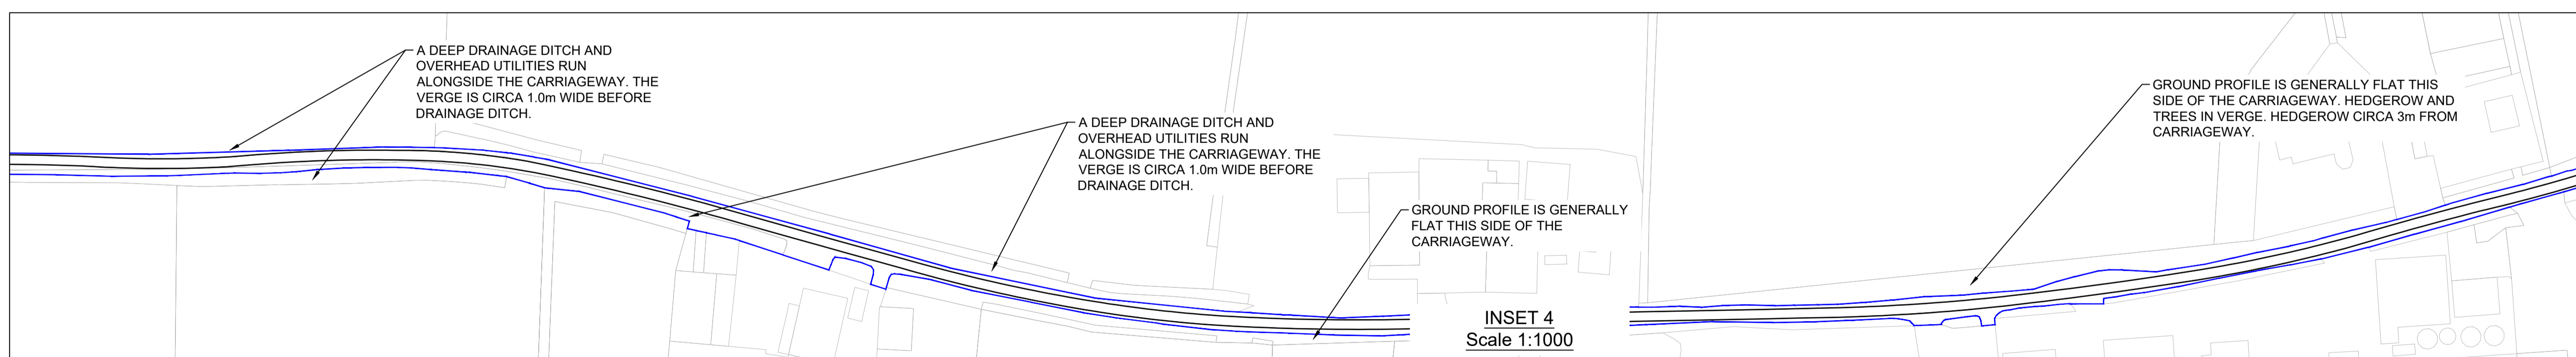 A DEEP DRAINAGE DITCH AND
OVERHEAD UTILITIES RUN
ALONGSIDE THE CARRIAGEWAY. THE
VERGE IS CIRCA 1.0m WIDE BEFORE
DRAINAGE DITCH.
A DEEP DRAINAGE DITCH AND
OVERHEAD UTILITIES RUN
ALONGSIDE THE CARRIAGEWAY. THE
VERGE IS CIRCA 1.0m WIDE BEFORE
DRAINAGE DITCH.
GROUND PROFILE IS GENERALLY
FLAT THIS SIDE OF THE
CARRIAGEWAY.
INSET 4
Scale 1:1000
GROUND PROFILE IS GENERALLY FLAT THIS
SIDE OF THE CARRIAGEWAY. HEDGEROW AND
TREES IN VERGE. HEDGEROW CIRCA 3m FROM
CARRIAGEWAY.